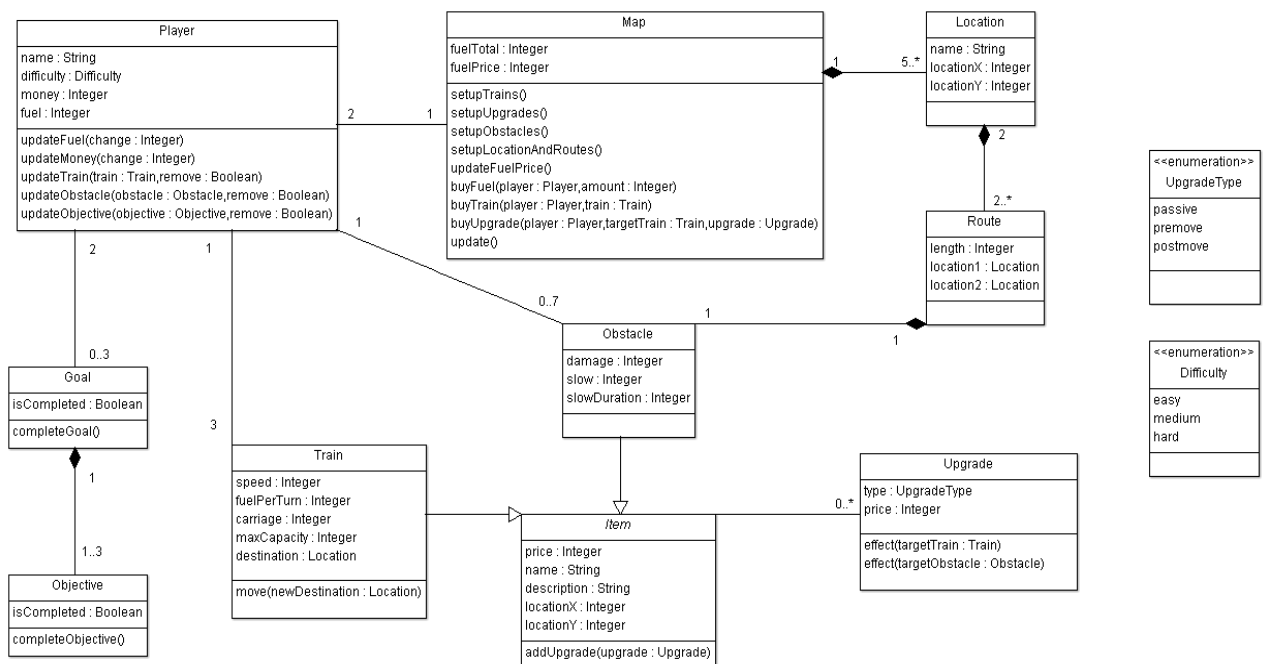 Player
name : String
difficulty : Difficulty
money : Integer
fuel : Integer
updateFuel(change : Integer)
updateMoney(change : Integer)
updateTrain(train : Train,remove : Boolean)
updateObstacle(obstacle : Obstacle,remove : Boolean)
updateObjective(objective : Objective,remove : Boolean)
2
1
Map
fuelTotal : Integer
fuelPrice : Integer
setupTrains()
setupUpgrades()
setupObstacles()
setupLocationAndRoutes()
updateFuelPrice()
buyFuel(player : Player,amount : Integer)
buyTrain(player : Player,train : Train)
buyUpgrade(player : Player,targetTrain : Train,upgrade : Upgrade)
update()
1
5..*
Location
name : String
locationX : Integer
locationY : Integer
2
2..*
Route
length : Integer
location1 : Location
location2 : Location
1
1
<<enumeration>>
UpgradeType
passive
premove
postmove
<<enumeration>>
Difficulty
easy
medium
hard
2
0..3
1
3
1
0..7
Goal
isCompleted : Boolean
completeGoal()
1
1..3
Objective
isCompleted : Boolean
completeObjective()
Train
speed : Integer
fuelPerTurn : Integer
carriage : Integer
maxCapacity : Integer
destination : Location
move(newDestination : Location)
Obstacle
damage : Integer
slow : Integer
slowDuration : Integer
Item
price : Integer
name : String
description : String
locationX : Integer
locationY : Integer
addUpgrade(upgrade : Upgrade)
0..*
Upgrade
type : UpgradeType
price : Integer
effect(targetTrain : Train)
effect(targetObstacle : Obstacle)